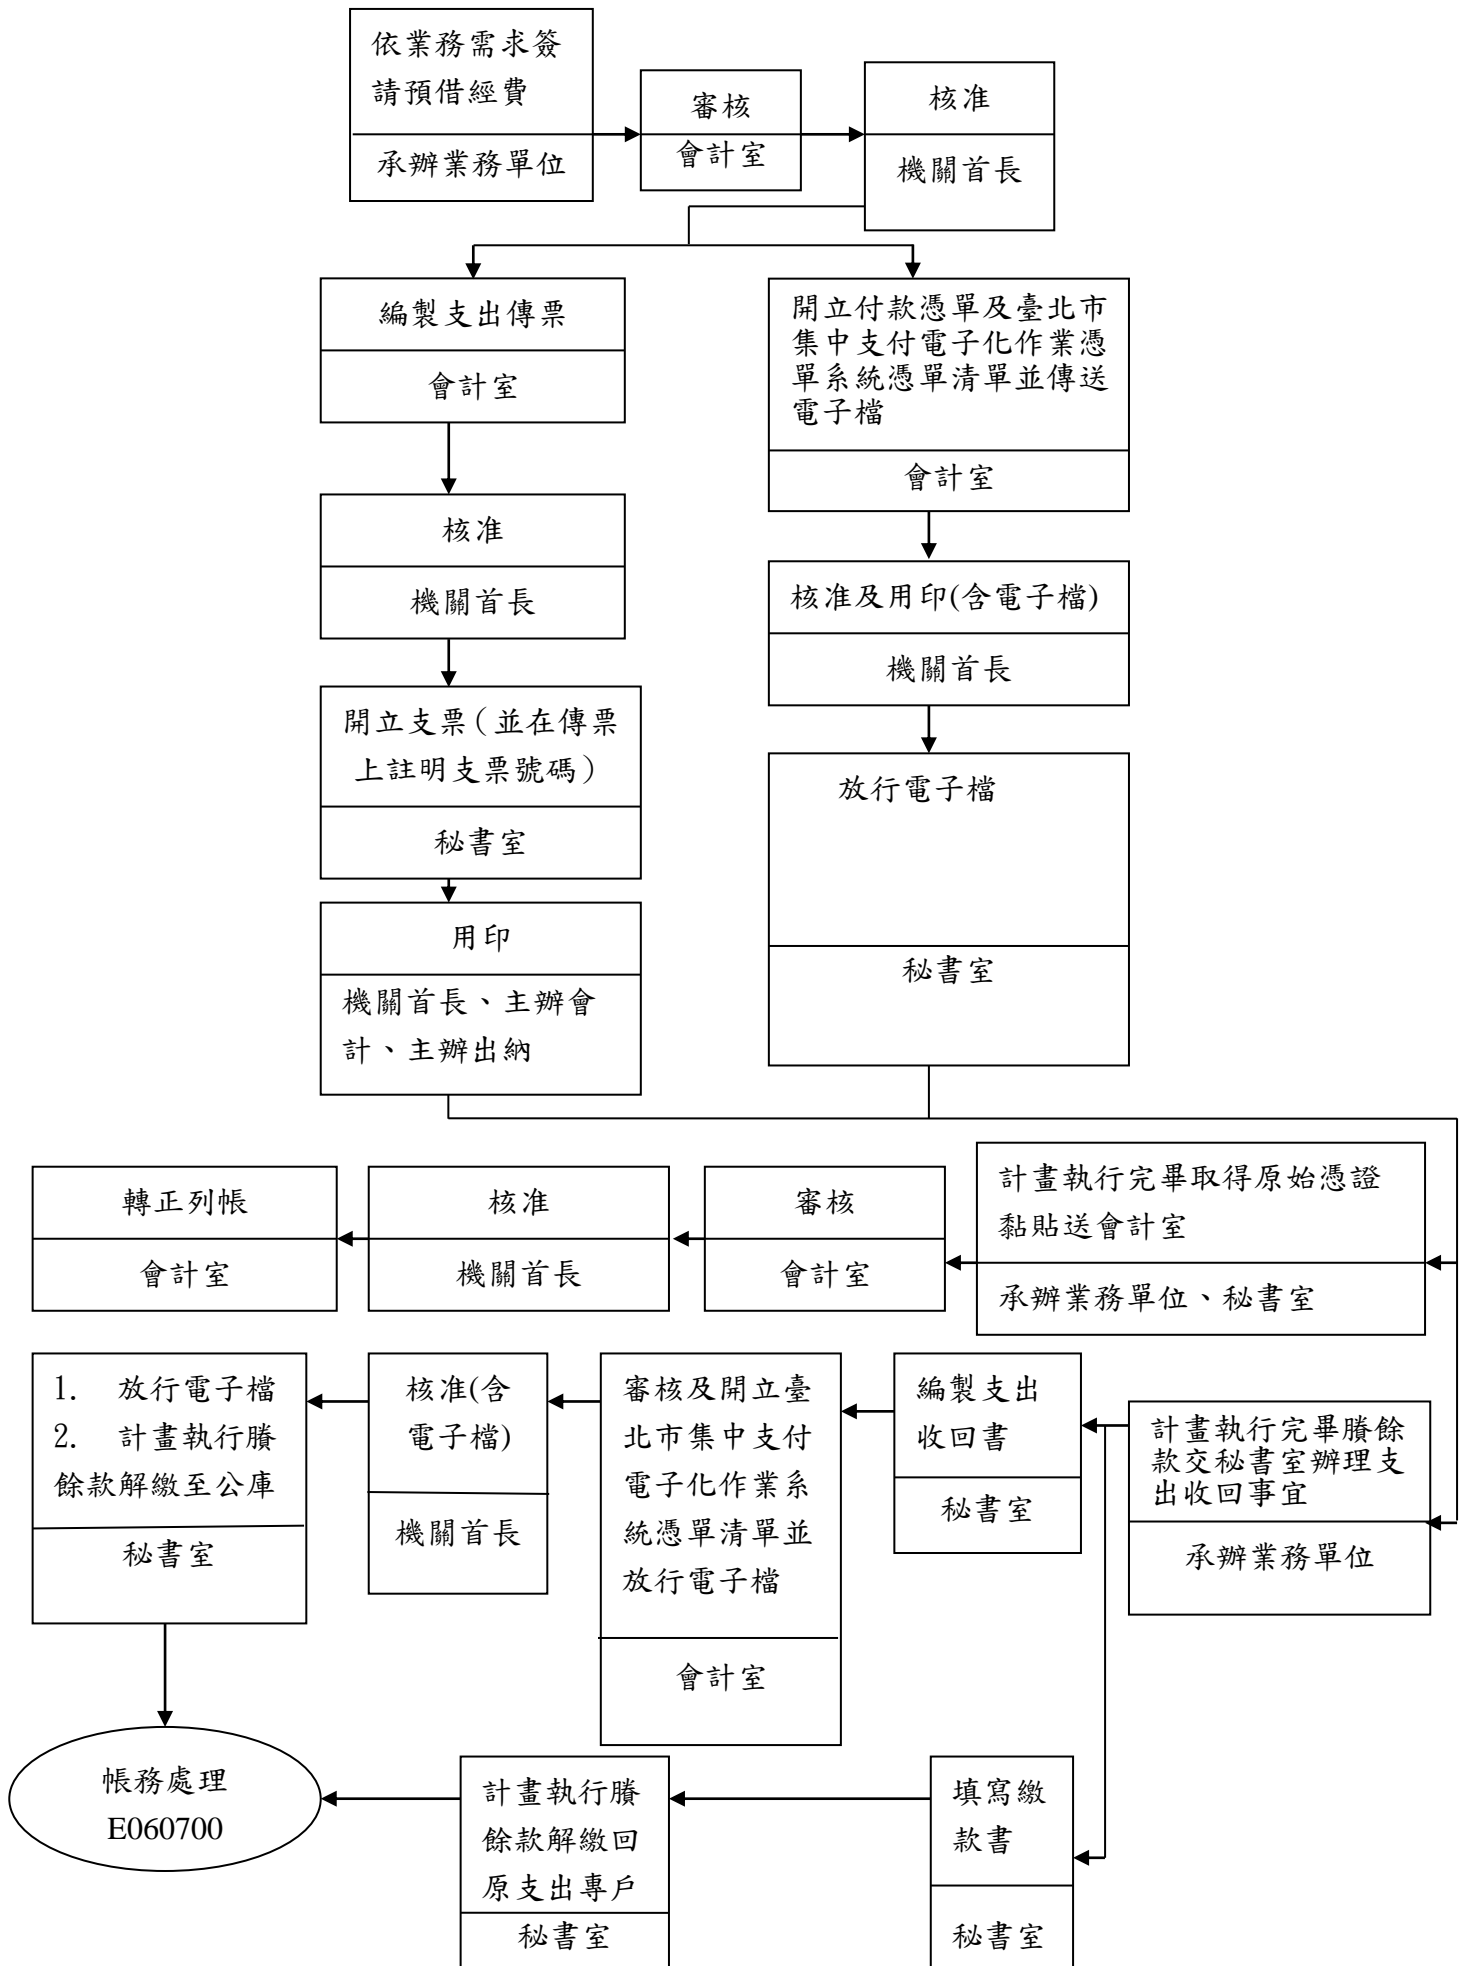 依業務需求簽
請預借經費
承辦業務單位
審核
會計室
核准
機關首長
編製支出傳票
會計室
開立付款憑單及臺北市
集中支付電子化作業憑
單系統憑單清單並傳送
電子檔
會計室
核准
機關首長
核准及用印(含電子檔)
機關首長
開立支票（並在傳票
上註明支票號碼）
秘書室
放行電子檔
秘書室
用印
機關首長、主辦會
計、主辦出納
計畫執行完畢取得原始憑證
黏貼送會計室
承辦業務單位、秘書室
審核
會計室
核准
機關首長
轉正列帳
會計室
計畫執行完畢賸餘
款交秘書室辦理支
出收回事宜
承辦業務單位
編製支出
收回書
秘書室
審核及開立臺
北市集中支付
電子化作業系
統憑單清單並
放行電子檔
會計室
核准(含
電子檔)
機關首長
1. 放行電子檔
2. 計畫執行賸
餘款解繳至公庫
秘書室
填寫繳
款書
秘書室
計畫執行賸
餘款解繳回
原支出專戶
秘書室
帳務處理
E060700